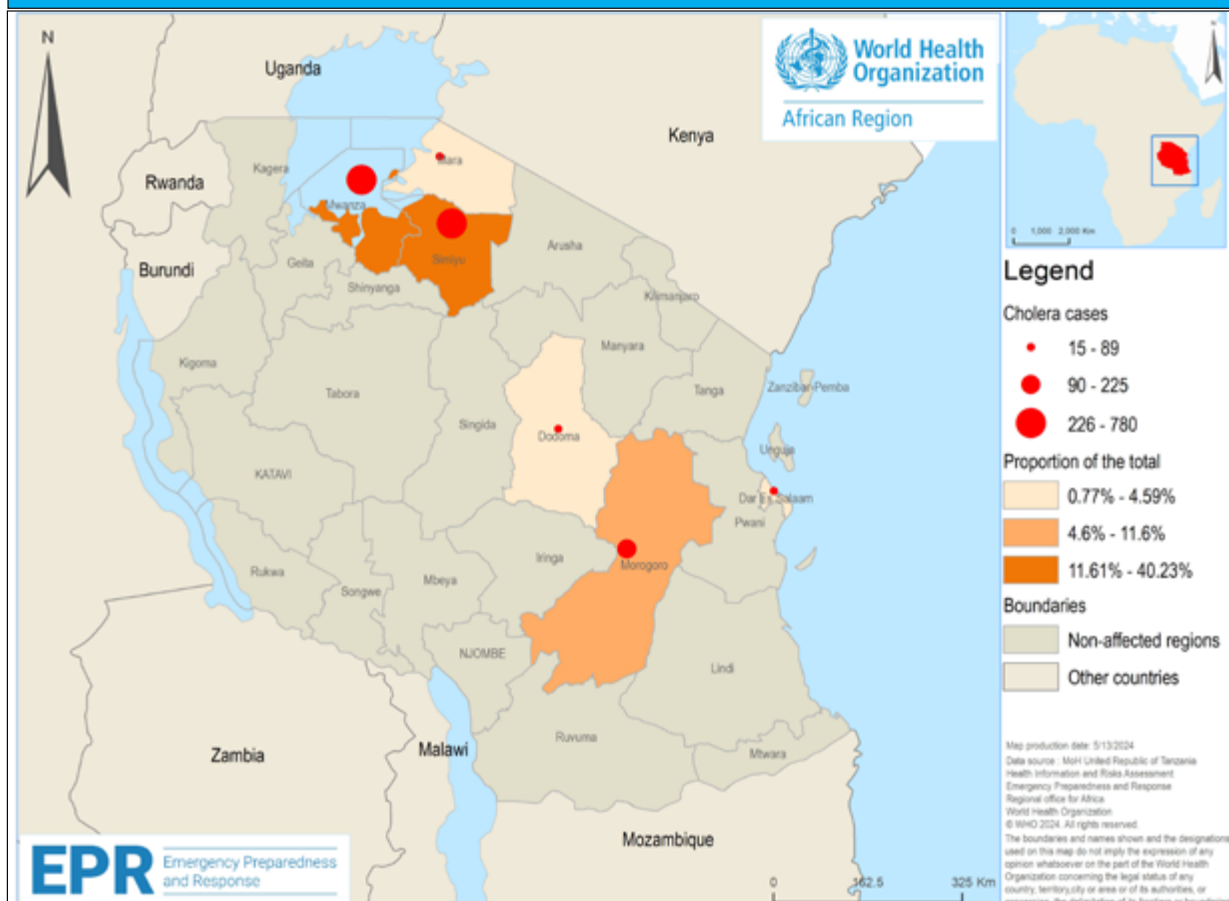 N
Uganda
World Health
Organization
African Region
Kenya
Rwanda
Burundi
Kagera
Mara
Mwanza
Simiyu
Geita
Shinyanga
Arusha
Kilimanjaro
Kigoma
Tabora
Manyara
Singida
Tanga
Zanzibar-Pemba
Dodoma
Unguja
KATAVI
Dar Es Salaam
Pwani
Iringa
Morogoro
Rukwa
Songwe
Mbeya
NJOMBE
Lindi
Ruvuma
Mtwara
Zambia
Malawi
Mozambique
EPR
Emergency Preparedness
and Response
0 162.5 325 Km
N
0 1,000 2,000 Km
Legend
Cholera cases
15 - 89
90 - 225
226 - 780
Proportion of the total
0.77% - 4.59%
4.6% - 11.6%
11.61% - 40.23%
Boundaries
Non-affected regions
Other countries
Map production date: 5/13/2024
Data source : MoH United Republic of Tanzania
Health Information and Risks Assessment
Emergency Preparedness and Response
Regional office for Africa
World Health Organization
© WHO 2024. All rights reserved.
The boundaries and names shown and the designations
used on this map do not imply the expression of any
opinion whatsoever on the part of the World Health
Organization concerning the legal status of any
country, territory,city or area or of its authorities, or